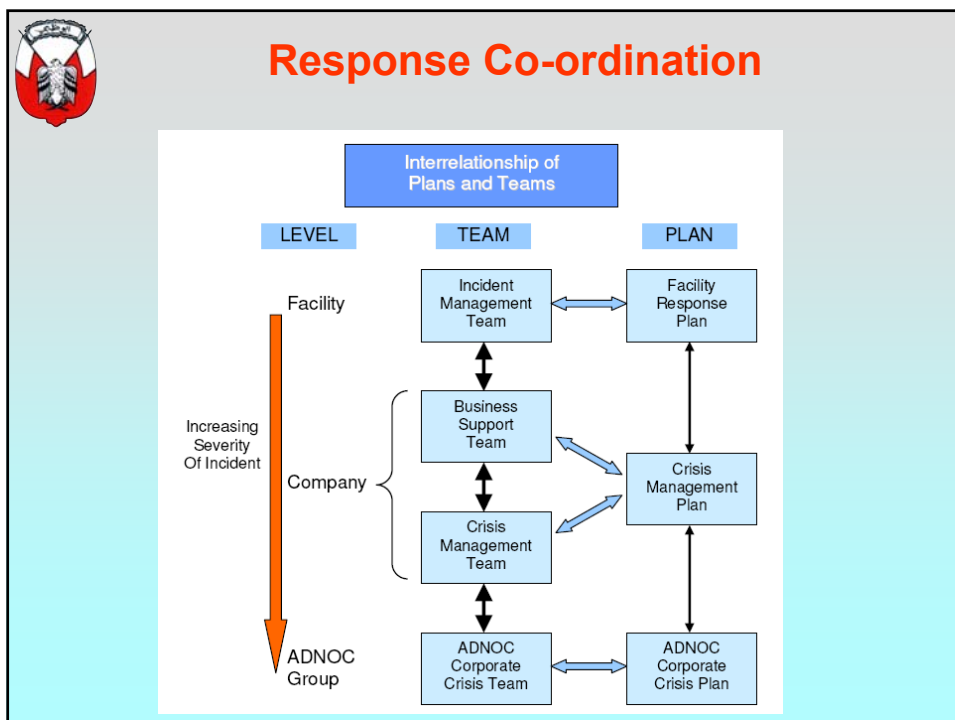 Response Co-ordination
Interrelationship of
Plans and Teams
LEVEL
TEAM
PLAN
Facility
Incident
Management
Team
Facility
Response
Plan
Increasing
Severity
Of Incident
Company
Business
Support
Team
Crisis
Management
Plan
Crisis
Management
Team
ADNOC
Group
ADNOC
Corporate
Crisis Team
ADNOC
Corporate
Crisis Plan